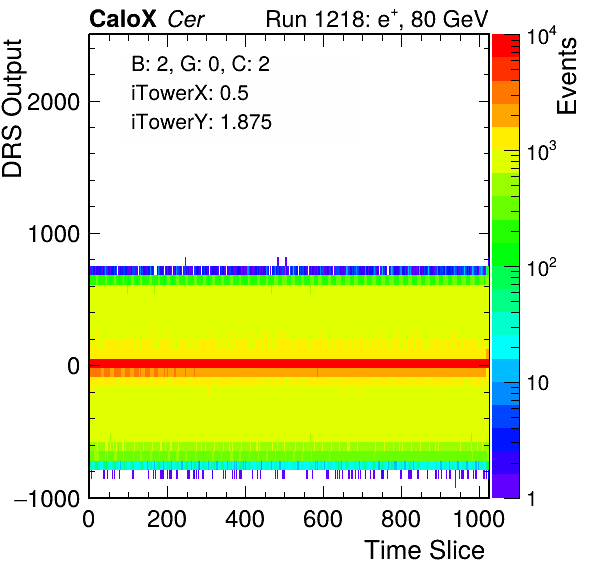 CaloX Cer
Run 1218: e⁺, 80 GeV
B: 2, G: 0, C: 2
iTowerX: 0.5
iTowerY: 1.875
DRS Output
2000
1000
0
−1000
0 200 400 600 800 1000
Time Slice
10⁴
10³
10²
10
1
Events